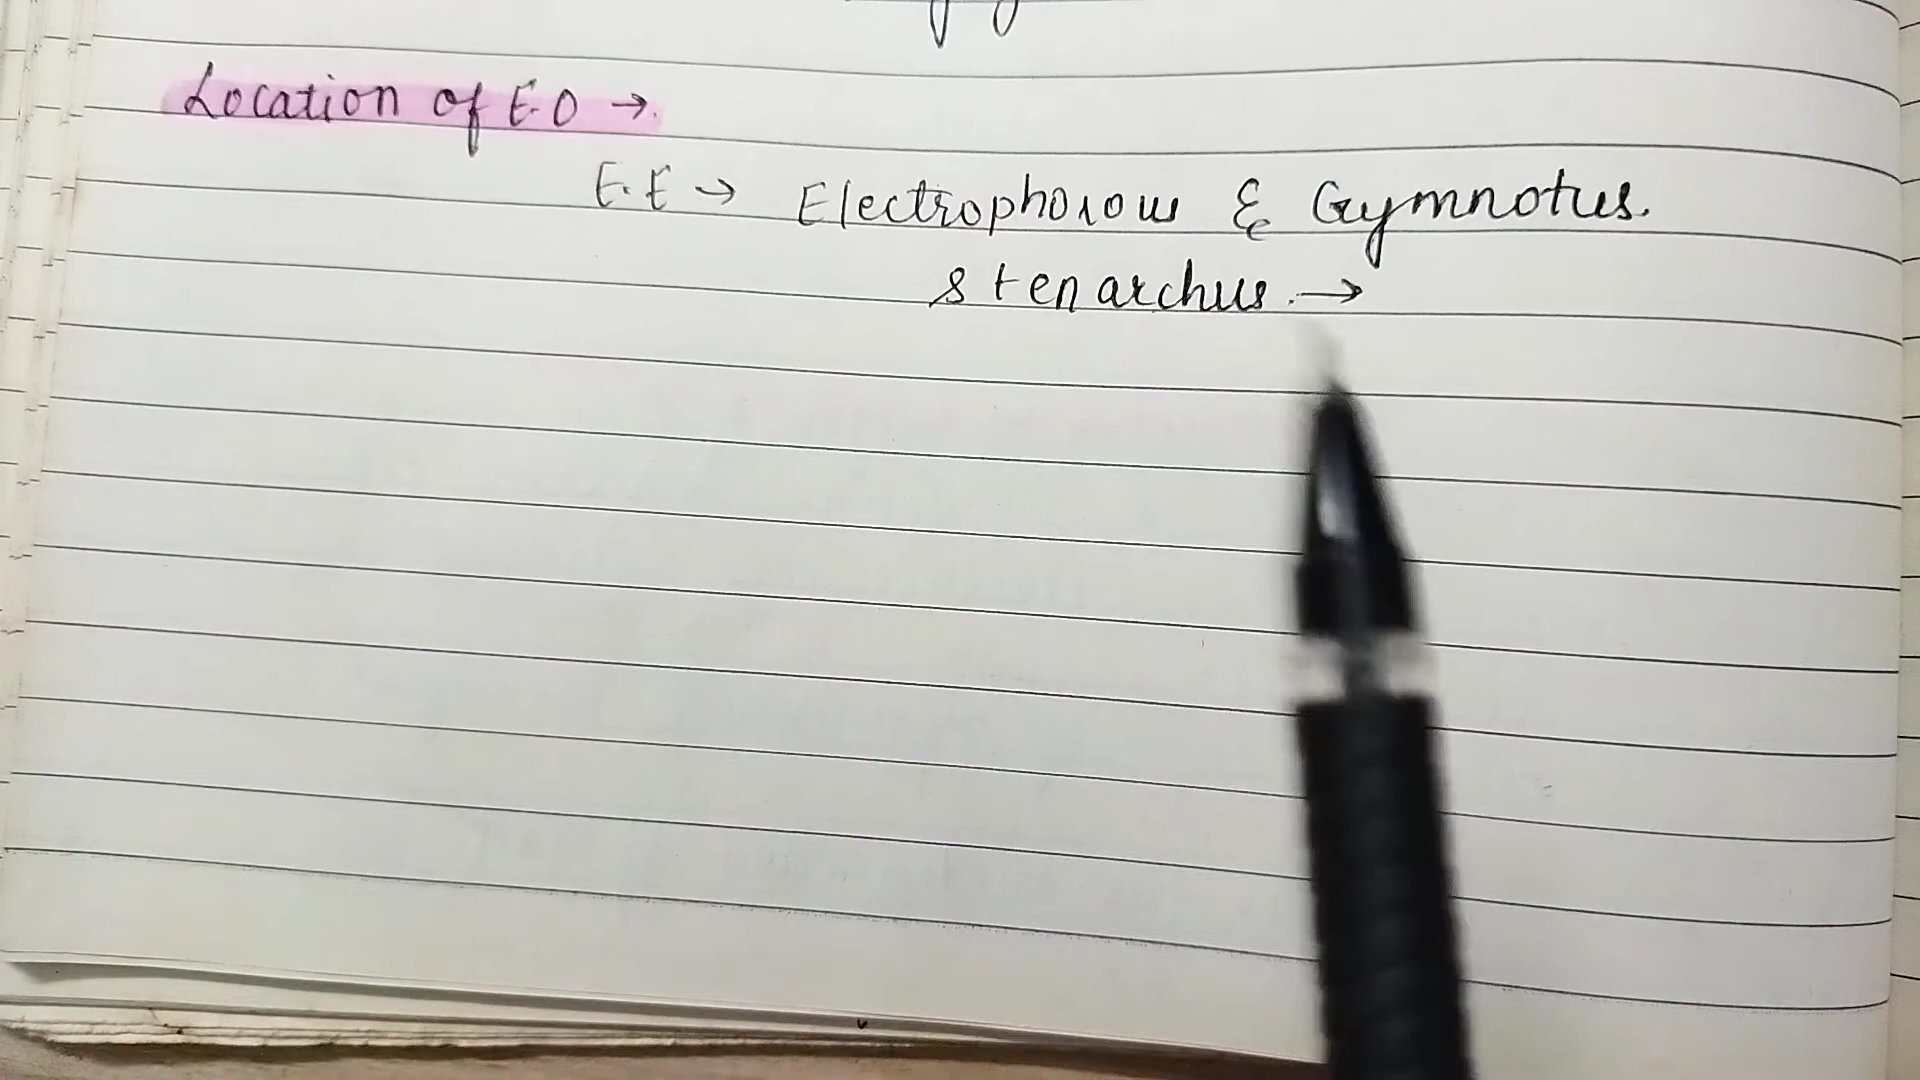 Location of E.O →
E.E → Electrophorous & Gymnotus.
stenarchus. →